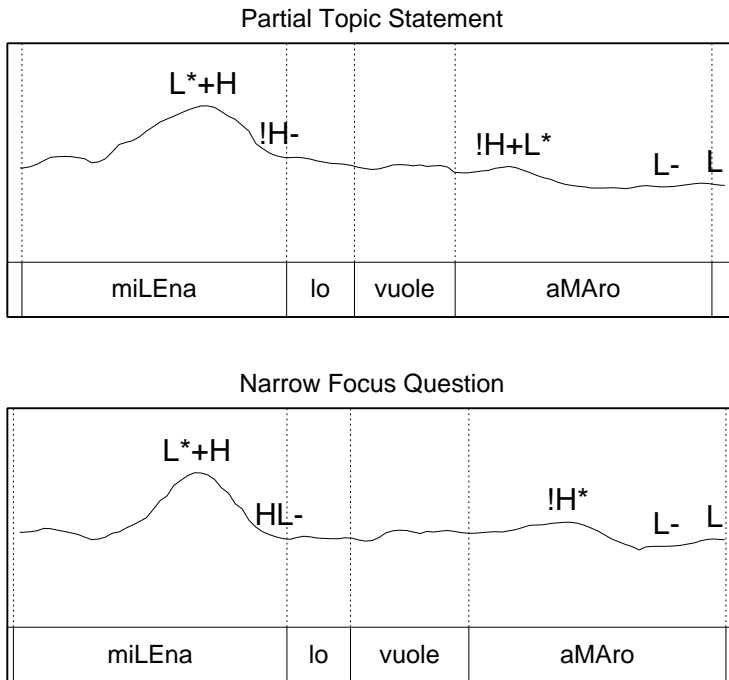 Partial Topic Statement
L*+H
!H-
!H+L*
L- L
miLEna lo vuole aMAro
Narrow Focus Question
L*+H
HL-
!H*
L- L
miLEna lo vuole aMAro